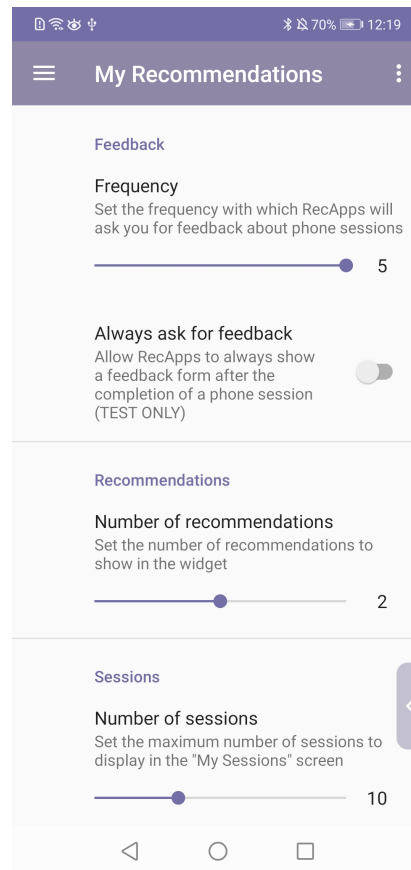 70% 12:19
My Recommendations
Feedback
Frequency
Set the frequency with which RecApps will
ask you for feedback about phone sessions
5
Always ask for feedback
Allow RecApps to always show
a feedback form after the
completion of a phone session
(TEST ONLY)
Recommendations
Number of recommendations
Set the number of recommendations to
show in the widget
2
Sessions
Number of sessions
Set the maximum number of sessions to
display in the "My Sessions" screen
10